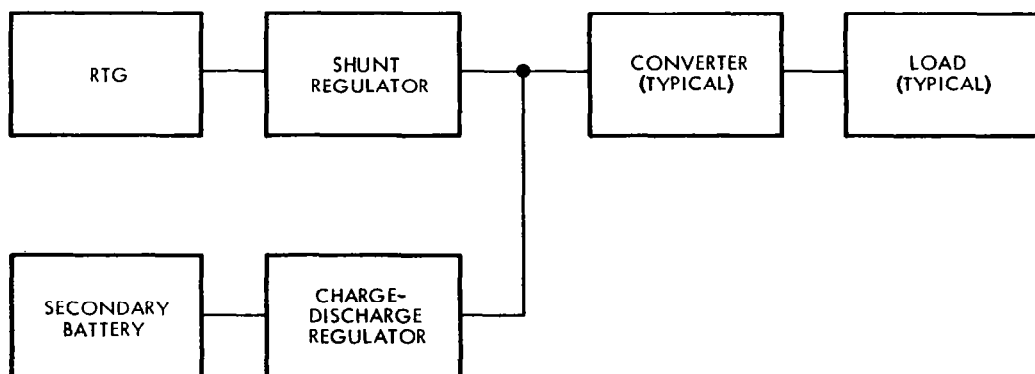 RTG
SHUNT
REGULATOR
CONVERTER
(TYPICAL)
LOAD
(TYPICAL)
SECONDARY
BATTERY
CHARGE-
DISCHARGE
REGULATOR